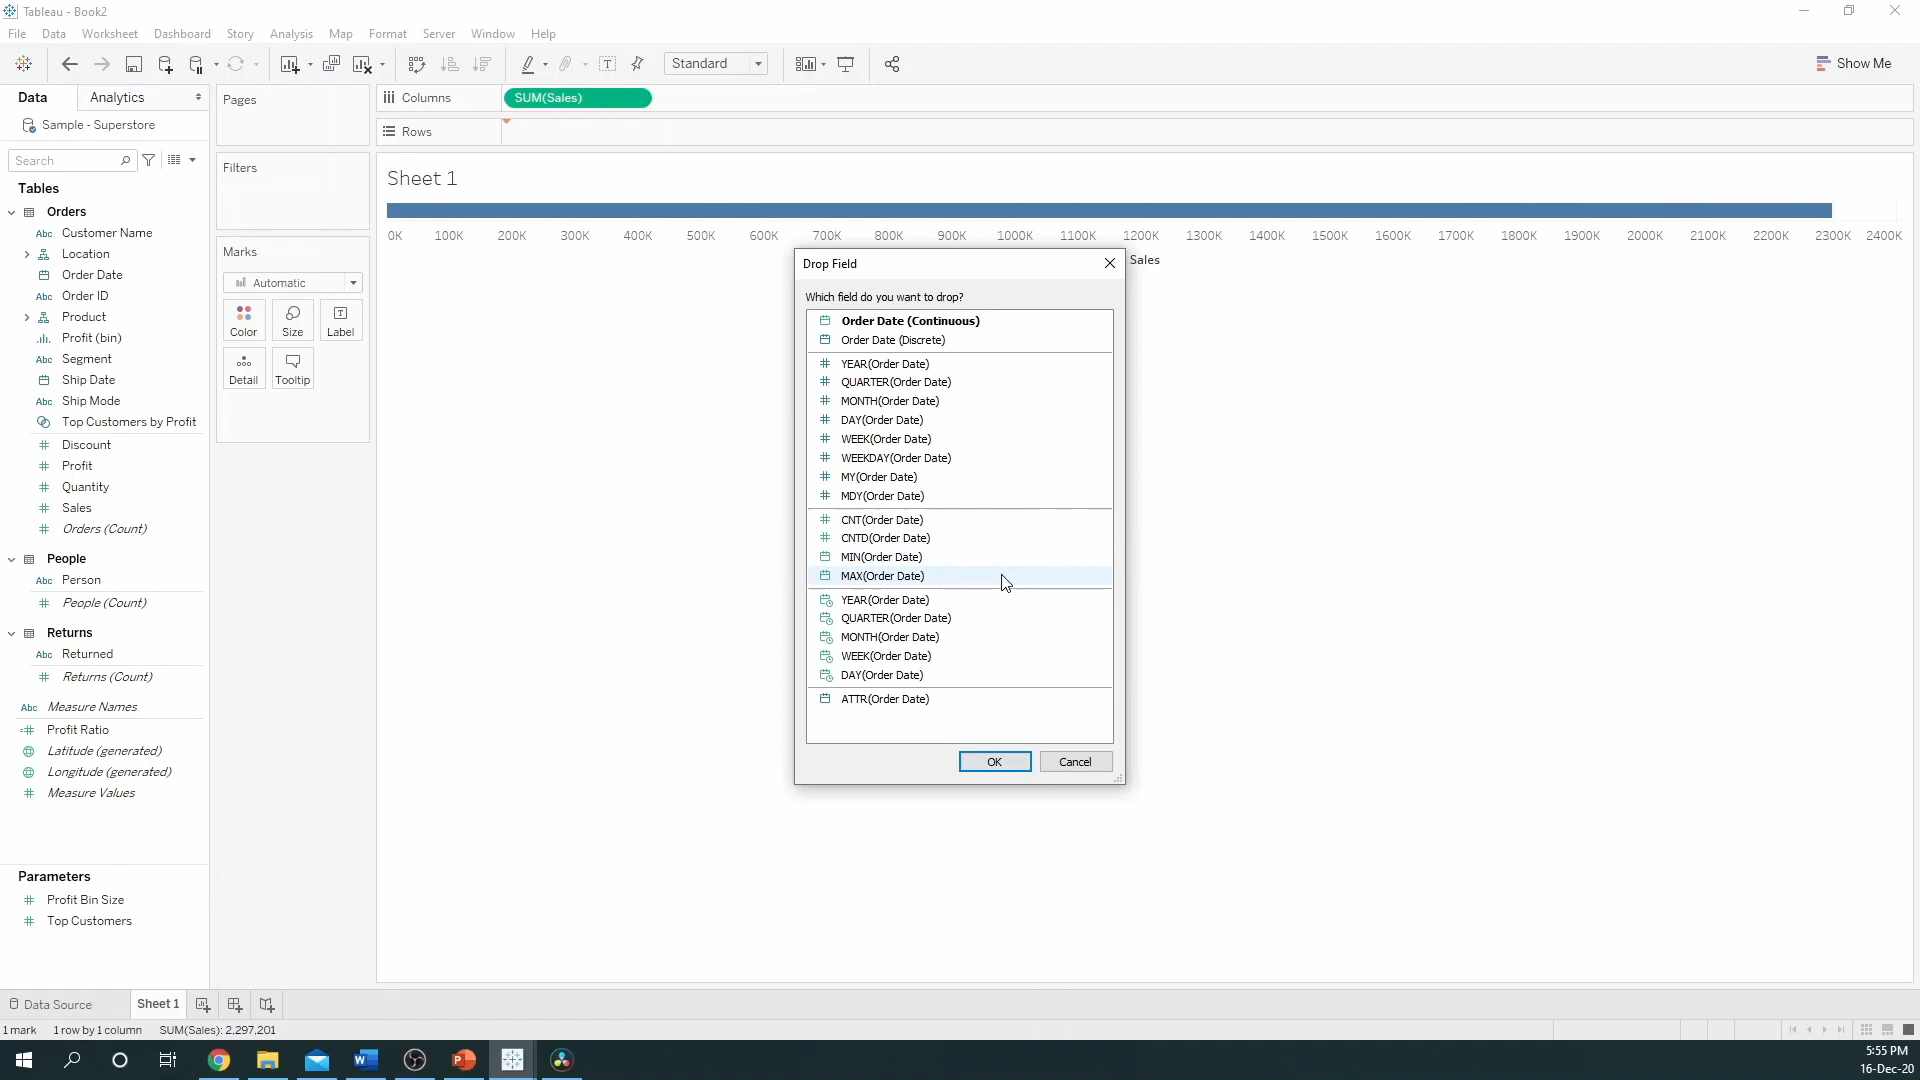 Tableau - Book2
File Data Worksheet Dashboard Story Analysis Map Format Server Window Help
Standard
Show Me
Data
Analytics
Sample - Superstore
Search
Tables
Orders
Abc Customer Name
Location
Order Date
Abc Order ID
Product
Profit (bin)
Abc Segment
Ship Date
Abc Ship Mode
Top Customers by Profit
Discount
Profit
Quantity
Sales
Orders (Count)
People
Abc Person
People (Count)
Returns
Abc Returned
Returns (Count)
Abc Measure Names
Profit Ratio
Latitude (generated)
Longitude (generated)
Measure Values
Parameters
Profit Bin Size
Top Customers
Pages
Filters
Marks
Automatic
Color
Size
Label
Detail
Tooltip
Columns
SUM(Sales)
Rows
Sheet 1
0K 100K 200K 300K 400K 500K 600K 700K 800K 900K 1000K 1100K 1200K 1300K 1400K 1500K 1600K 1700K 1800K 1900K 2000K 2100K 2200K 2300K 2400K
Sales
Drop Field
Which field do you want to drop?
Order Date (Continuous)
Order Date (Discrete)
YEAR(Order Date)
QUARTER(Order Date)
MONTH(Order Date)
DAY(Order Date)
WEEK(Order Date)
WEEKDAY(Order Date)
MY(Order Date)
MDY(Order Date)
CNT(Order Date)
CNTD(Order Date)
MIN(Order Date)
MAX(Order Date)
YEAR(Order Date)
QUARTER(Order Date)
MONTH(Order Date)
WEEK(Order Date)
DAY(Order Date)
ATTR(Order Date)
OK
Cancel
Data Source
Sheet 1
1 mark 1 row by 1 column SUM(Sales): 2,297,201
5:55 PM
16-Dec-20